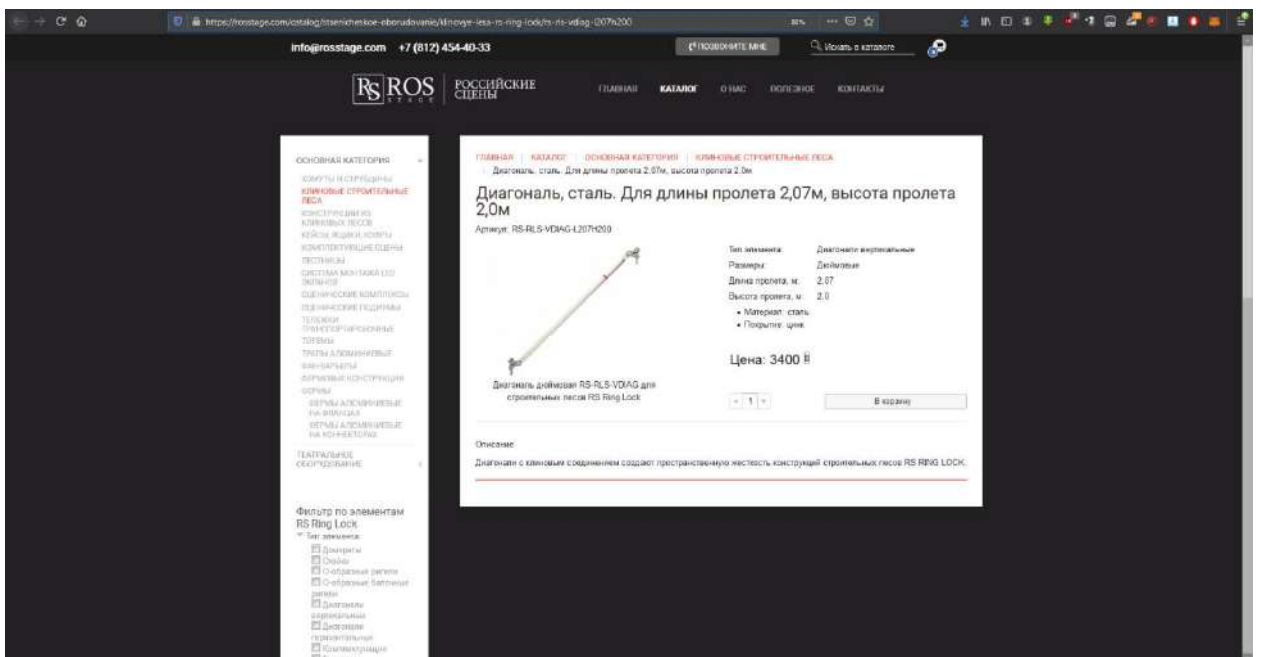 https://rosstage.com/catalog/stsenicheskoe-oborudovanie/klinovye-lesa-rs-ring-lock/rs-rls-vdiag-l207h200
80%
info@rosstage.com +7 (812) 454-40-33
ПОЗВОНИТЕ МНЕ
Искать в каталоге
RS ROS
STAGE
РОССИЙСКИЕ
СЦЕНЫ
ГЛАВНАЯ КАТАЛОГ О НАС ПОЛЕЗНОЕ КОНТАКТЫ
ОСНОВНАЯ КАТЕГОРИЯ
ХОМУТЫ И СТРУБЦИНЫ
КЛИНОВЫЕ СТРОИТЕЛЬНЫЕ
ЛЕСА
КОНСТРУКЦИИ ИЗ
КЛИНОВЫХ ЛЕСОВ
КЕЙСЫ, ЯЩИКИ, КОФРЫ
КОМПЛЕКТУЮЩИЕ СЦЕНЫ
ЛЕСТНИЦЫ
СИСТЕМА МОНТАЖА LED
ЭКРАНОВ
СЦЕНИЧЕСКИЕ КОМПЛЕКСЫ
СЦЕНИЧЕСКИЕ ПОДИУМЫ
ТЕЛЕЖКИ
ТРАНСПОРТИРОВОЧНЫЕ
ТОТЕМЫ
ТРАПЫ АЛЮМИНИЕВЫЕ
ФАН-БАРЬЕРЫ
ФЕРМОВЫЕ КОНСТРУКЦИИ
ФЕРМЫ
ФЕРМЫ АЛЮМИНИЕВЫЕ
НА ФЛАНЦАХ
ФЕРМЫ АЛЮМИНИЕВЫЕ
НА КОННЕКТОРАХ
ТЕАТРАЛЬНОЕ
ОБОРУДОВАНИЕ
Фильтр по элементам
RS Ring Lock
Тип элемента:
Домкраты
Стойки
О-образные ригели
Диагонали
вертикальные
Диагонали
горизонтальные
Комплектующие
ГЛАВНАЯ | КАТАЛОГ | ОСНОВНАЯ КАТЕГОРИЯ | КЛИНОВЫЕ СТРОИТЕЛЬНЫЕ ЛЕСА
Диагональ, сталь. Для длины пролета 2,07м, высота пролета 2,0м
Диагональ, сталь. Для длины пролета 2,07м, высота пролета
2,0м
Артикул: RS-RLS-VDIAG-L207H200
Тип элемента: Диагонали вертикальные
Размеры: Дюймовые
Длина пролета, м: 2.07
Высота пролета, м: 2.0
• Материал: сталь
• Покрытие: цинк
Цена: 3400
Диагональ дюймовая RS-RLS-VDIAG для
строительных лесов RS Ring Lock
1
В корзину
Описание
Диагонали с клиновым соединением создают пространственную жесткость конструкций строительных лесов RS RING LOCK.